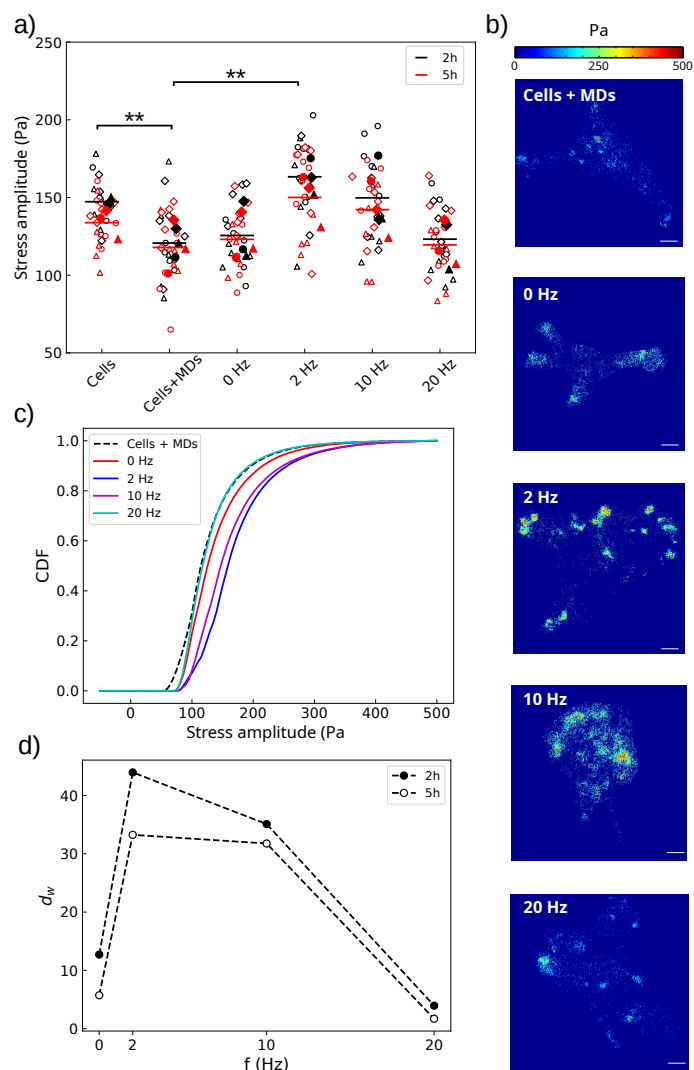 a)
250
200
150
100
50
Stress amplitude (Pa)
**
**
2h
5h
Cells
Cells+MDs
0 Hz
2 Hz
10 Hz
20 Hz
b)
Pa
0
250
500
Cells + MDs
0 Hz
2 Hz
10 Hz
20 Hz
c)
1.0
0.8
0.6
0.4
0.2
0.0
CDF
Cells + MDs
0 Hz
2 Hz
10 Hz
20 Hz
0
100
200
300
400
500
Stress amplitude (Pa
d)
40
30
20
10
0
dw
2h
5h
0
2
10
20
f (Hz)